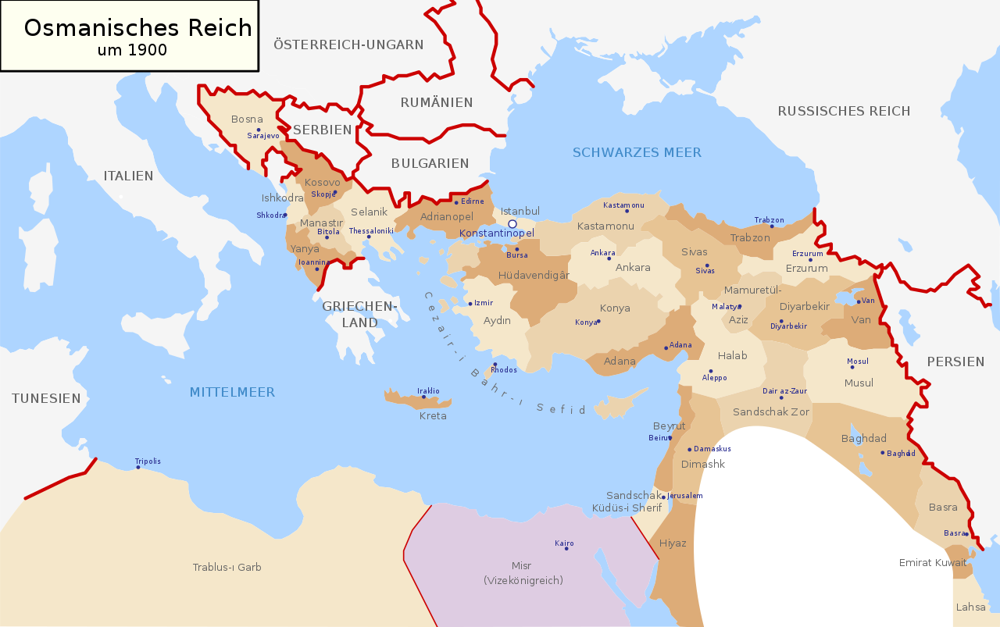 Osmanisches Reich
um 1900
ÖSTERREICH-UNGARN
RUMÄNIEN
RUSSISCHES REICH
Bosna
Sarajevo
SERBIEN
SCHWARZES MEER
BULGARIEN
ITALIEN
Kosovo
Skopje
Ishkodra
Shkodra
Edirne
Adrianopel
Istanbul
Konstantinopel
Kastamonu
Kastamonu
Selanik
Manastır
Bitola
Thessaloniki
Trabzon
Trabzon
Yanya
Ioannina
Bursa
Hüdavendigâr
Ankara
Ankara
Sivas
Sivas
Erzurum
Erzurum
GRIECHEN-
LAND
Izmir
Aydın
Konya
Konya
Mamuretül-
Aziz
Malatya
Diyarbekir
Diyarbekir
Van
Van
Cezair-i Bahr-ı Sefid
Adana
Adana
Rhodos
Halab
Aleppo
Mosul
Musul
PERSIEN
TUNESIEN
MITTELMEER
Iraklio
Kreta
Dair az-Zaur
Sandschak Zor
Beyrut
Beirut
Damaskus
Dimashk
Baghdad
Baghdad
Tripolis
Sandschak
Küdüs-i Sherif
Jerusalem
Basra
Basra
Kairo
Hiyaz
Trablus-ı Garb
Misr
(Vizekönigreich)
Emirat Kuwait
Lahsa